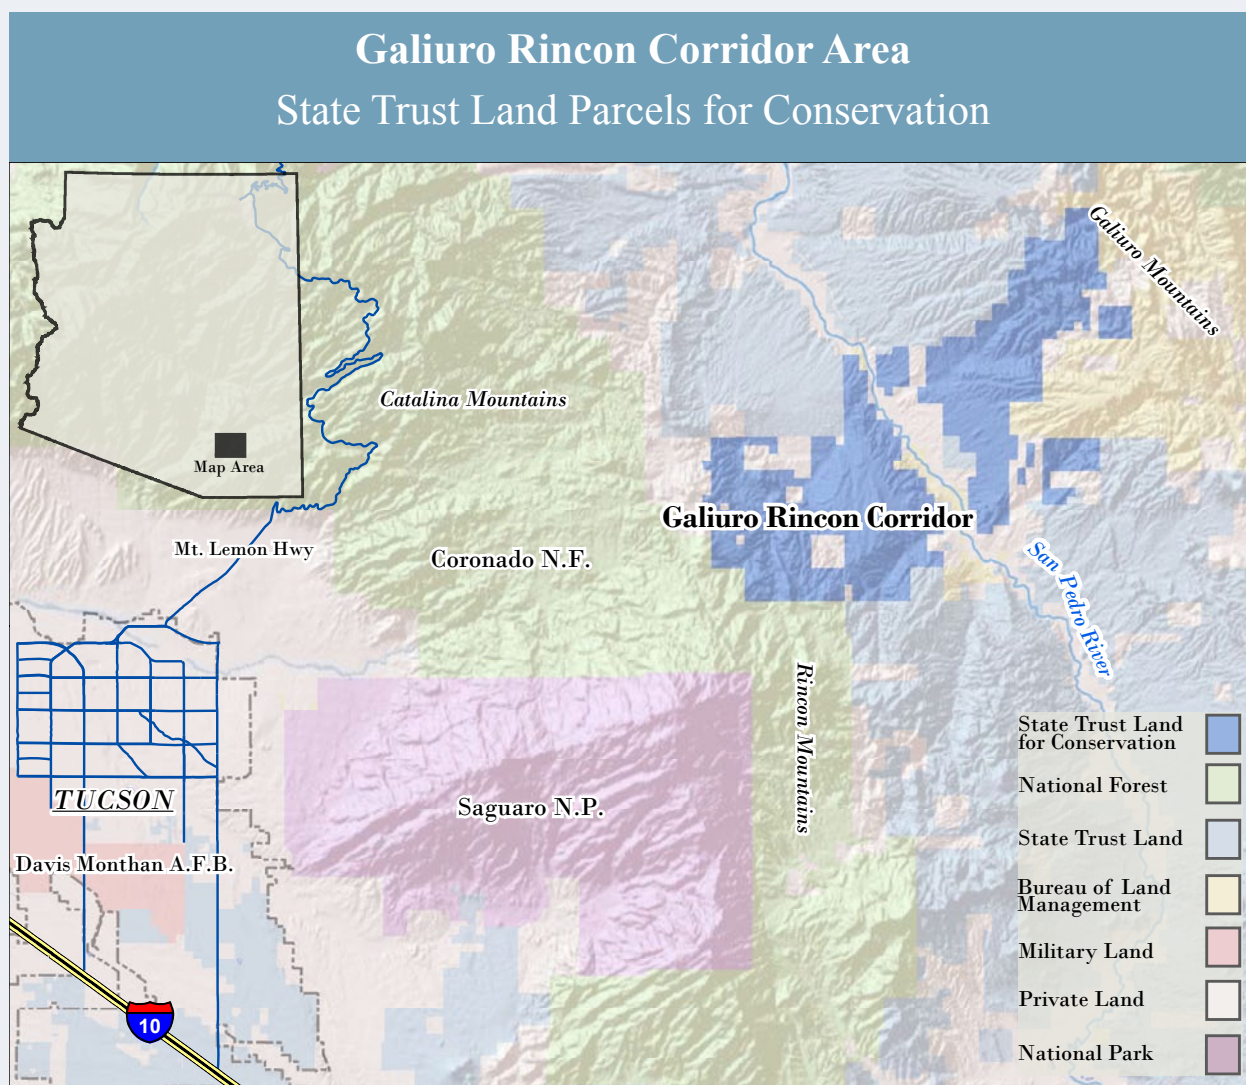 Galiuro Rincon Corridor Area
State Trust Land Parcels for Conservation
Galiuro Mountains
Catalina Mountains
Map Area
Galiuro Rincon Corridor
Mt. Lemon Hwy
Coronado N.F.
San Pedro River
Rincon Mountains
State Trust Land
for Conservation
National Forest
TUCSON
Saguaro N.P.
State Trust Land
Davis Monthan A.F.B.
Bureau of Land
Management
Military Land
Private Land
10
National Park